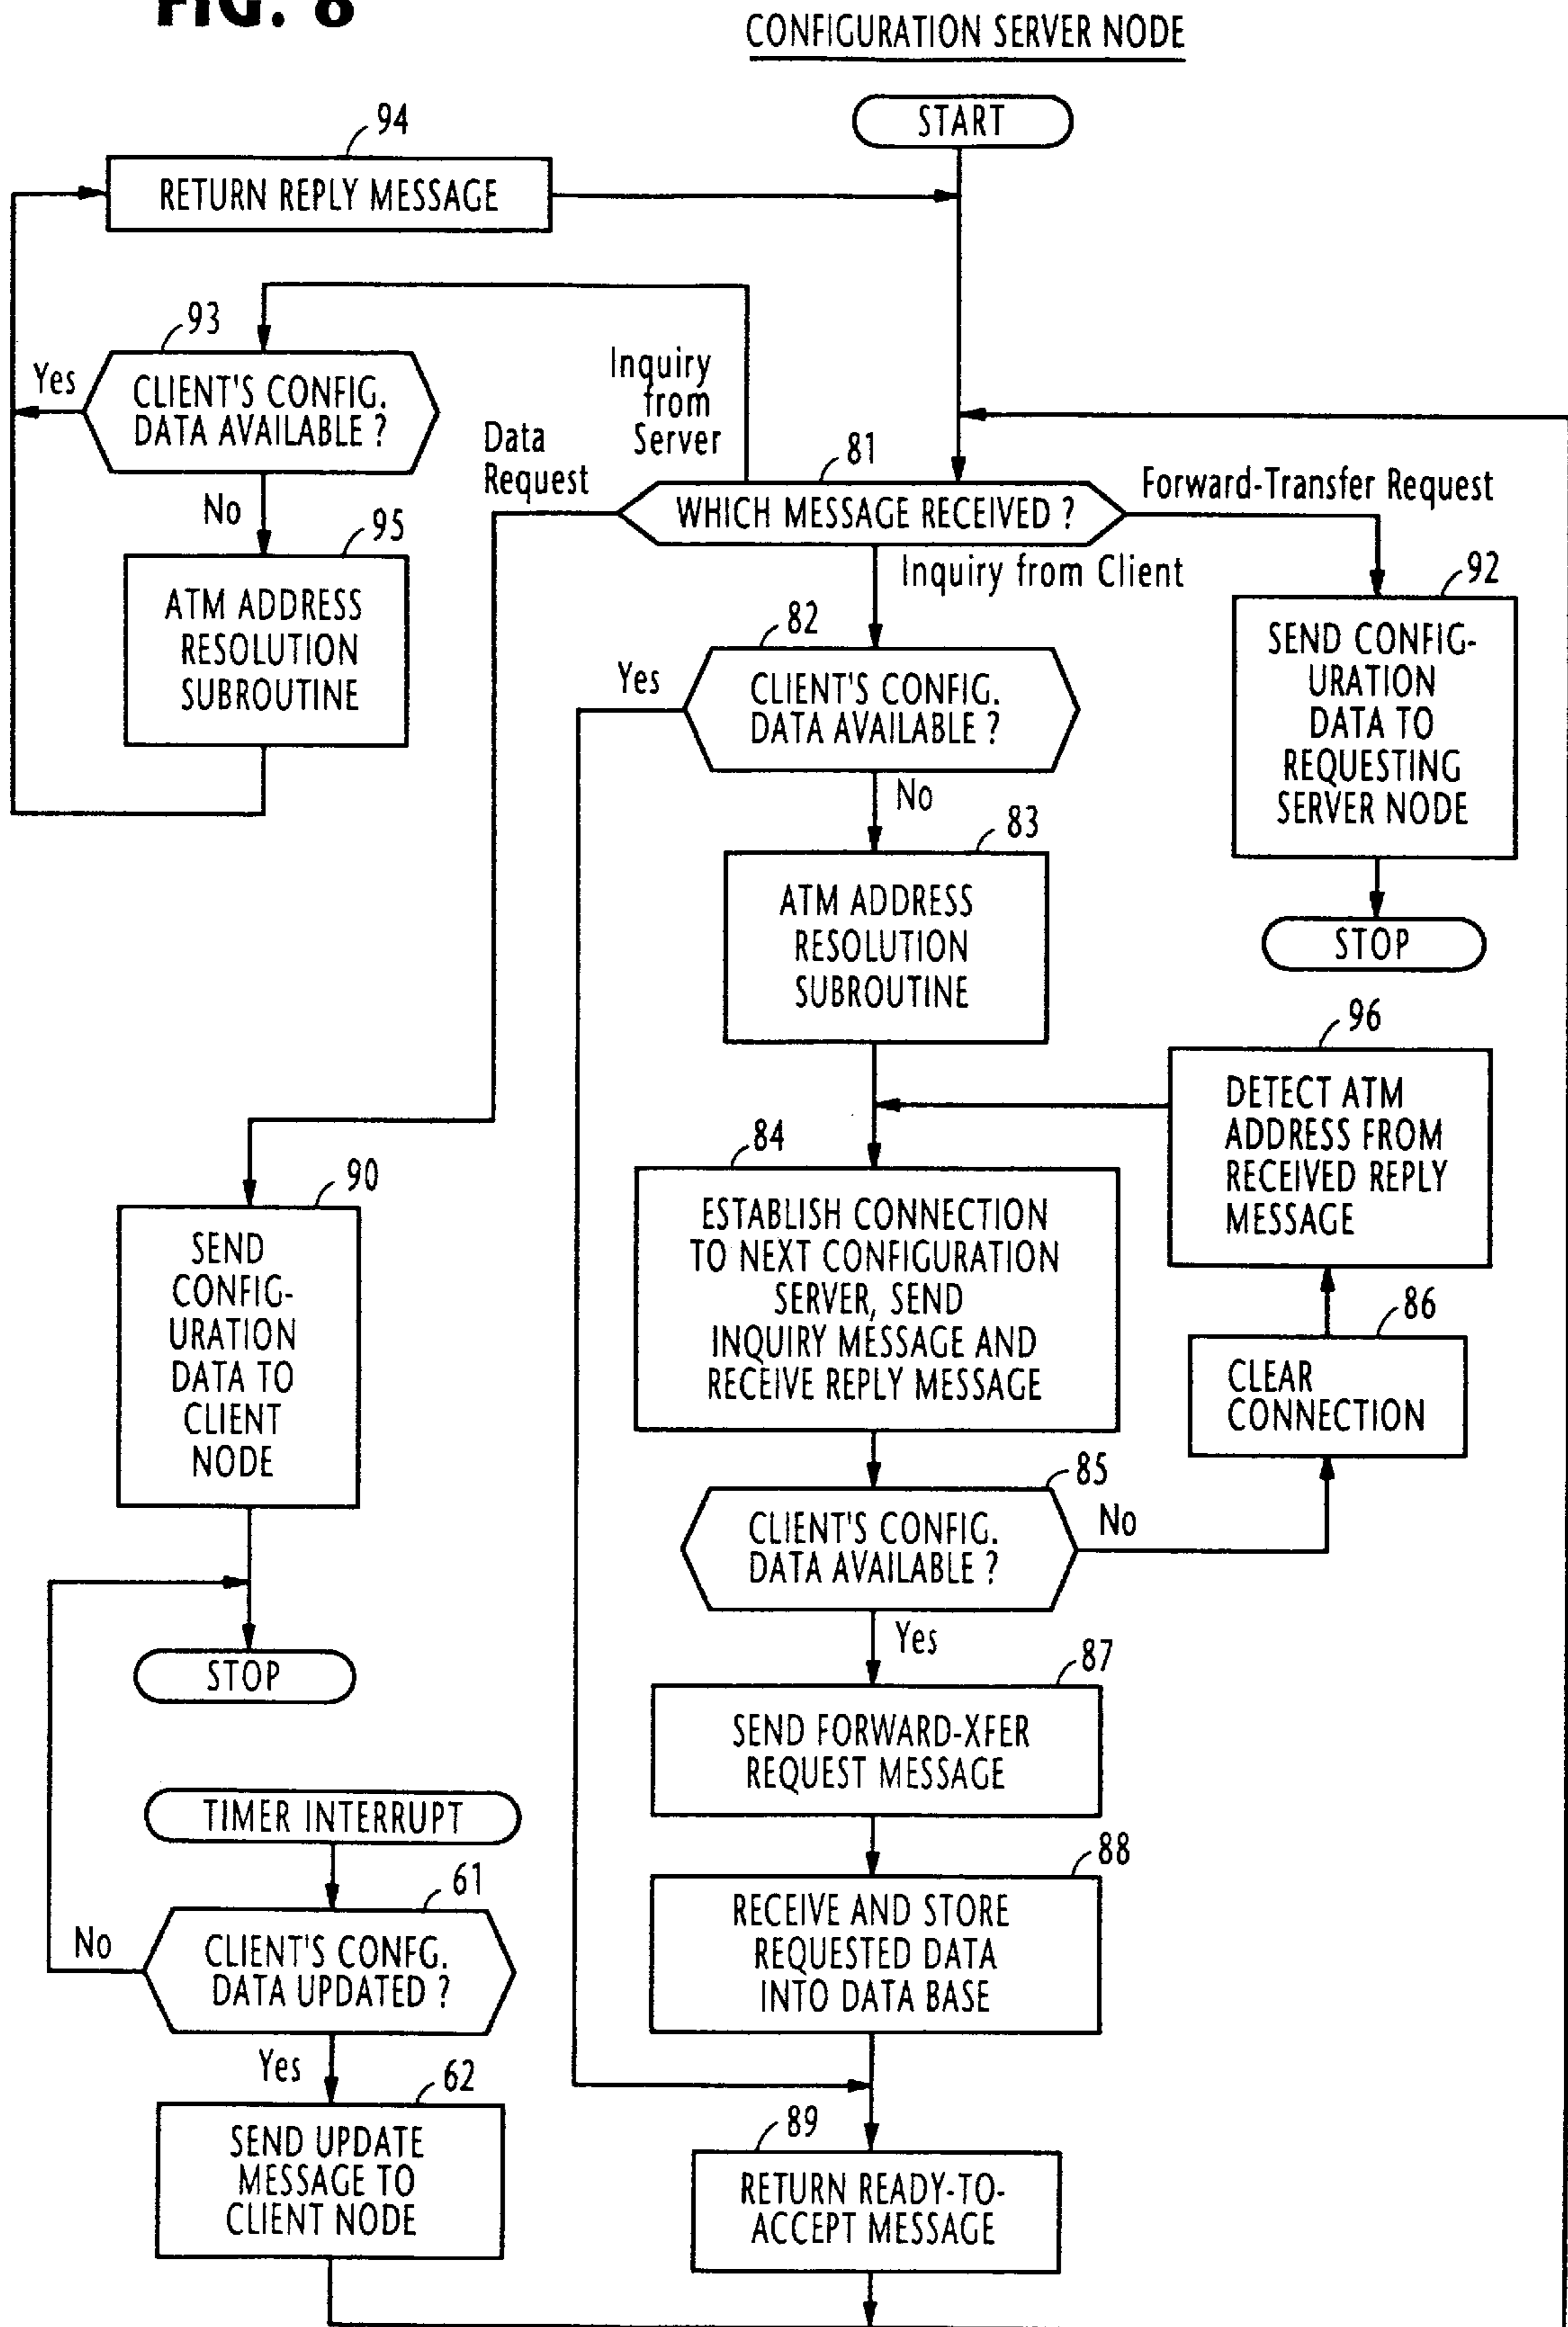 FIG. 8
CONFIGURATION SERVER NODE
START
94
RETURN REPLY MESSAGE
93
Yes
CLIENT'S CONFIG.
DATA AVAILABLE ?
No
95
ATM ADDRESS
RESOLUTION
SUBROUTINE
Inquiry
from
Server
Data
Request
81
WHICH MESSAGE RECEIVED ?
Forward-Transfer Request
Inquiry from Client
92
SEND CONFIG-
URATION
DATA TO
REQUESTING
SERVER NODE
STOP
82
Yes
CLIENT'S CONFIG.
DATA AVAILABLE ?
No
83
ATM ADDRESS
RESOLUTION
SUBROUTINE
96
DETECT ATM
ADDRESS FROM
RECEIVED REPLY
MESSAGE
84
ESTABLISH CONNECTION
TO NEXT CONFIGURATION
SERVER, SEND
INQUIRY MESSAGE AND
RECEIVE REPLY MESSAGE
86
CLEAR
CONNECTION
90
SEND
CONFIG-
URATION
DATA TO
CLIENT
NODE
STOP
85
CLIENT'S CONFIG.
DATA AVAILABLE ?
No
Yes
87
SEND FORWARD-XFER
REQUEST MESSAGE
88
RECEIVE AND STORE
REQUESTED DATA
INTO DATA BASE
TIMER INTERRUPT
61
No
CLIENT'S CONFG.
DATA UPDATED ?
Yes
62
SEND UPDATE
MESSAGE TO
CLIENT NODE
89
RETURN READY-TO-
ACCEPT MESSAGE